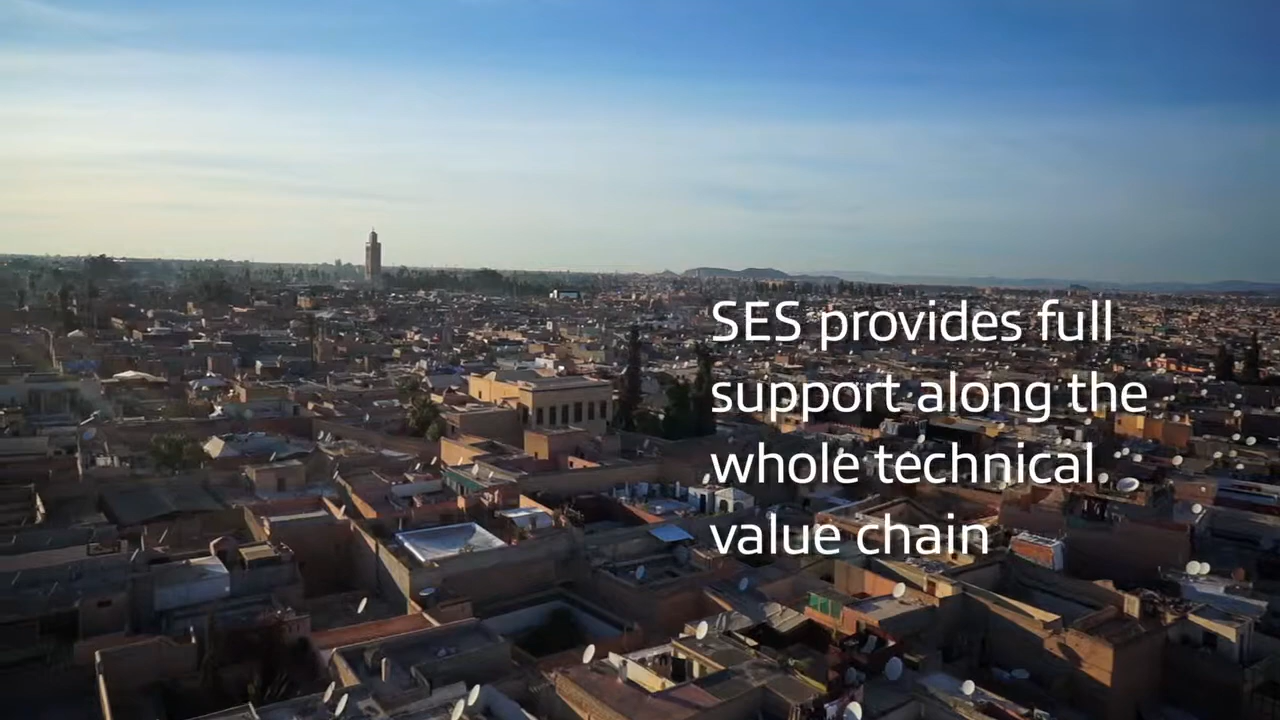 SES provides full
support along the
whole technical
value chain